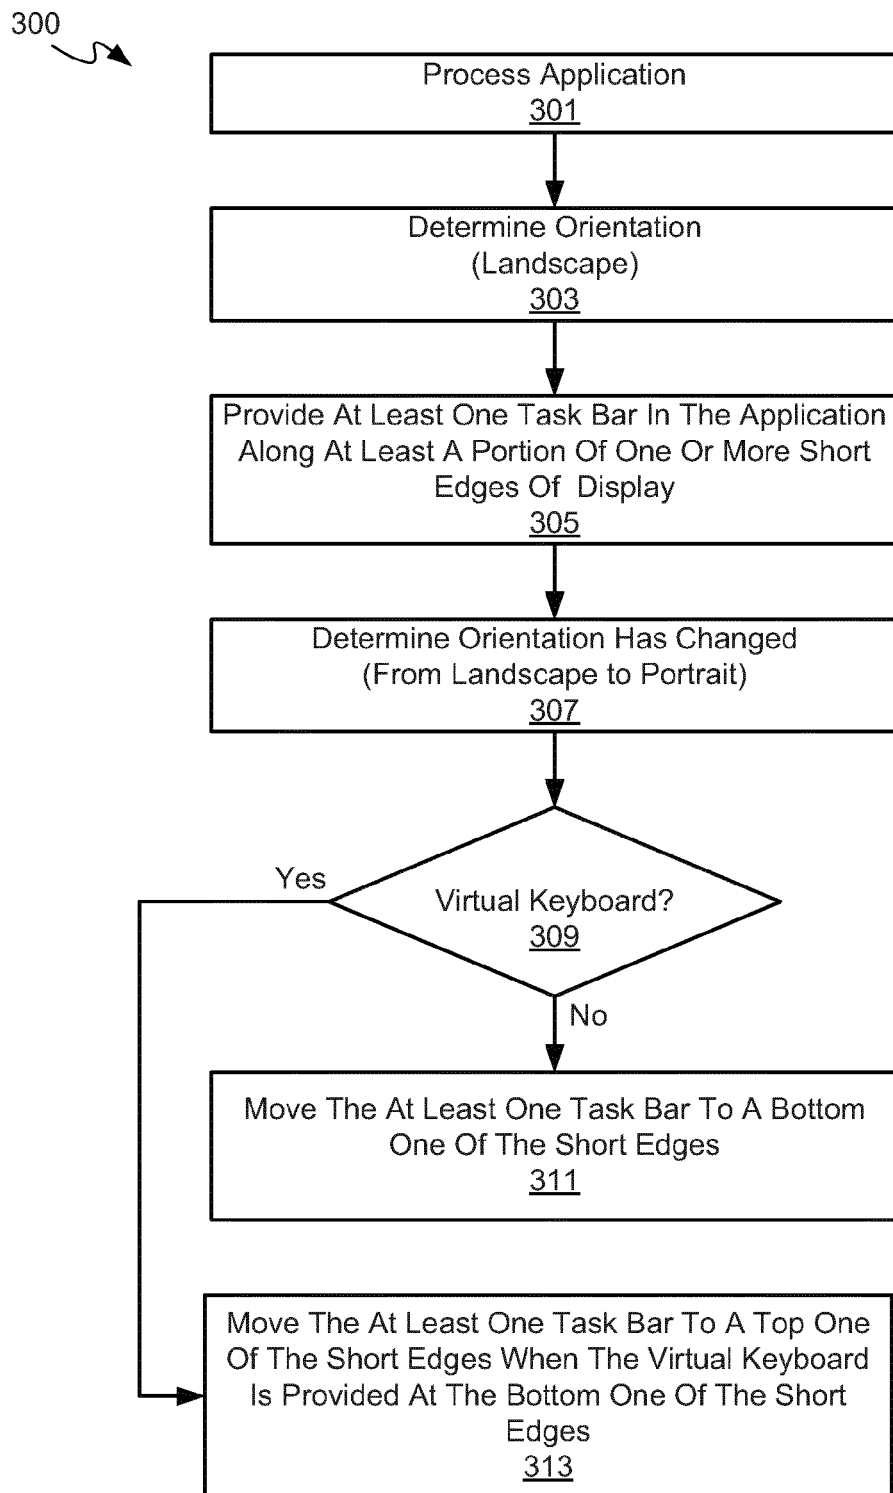 300
Process Application
301
Determine Orientation
(Landscape)
303
Provide At Least One Task Bar In The Application
Along At Least A Portion Of One Or More Short
Edges Of Display
305
Determine Orientation Has Changed
(From Landscape to Portrait)
307
Yes
Virtual Keyboard?
309
No
Move The At Least One Task Bar To A Bottom
One Of The Short Edges
311
Move The At Least One Task Bar To A Top One
Of The Short Edges When The Virtual Keyboard
Is Provided At The Bottom One Of The Short
Edges
313